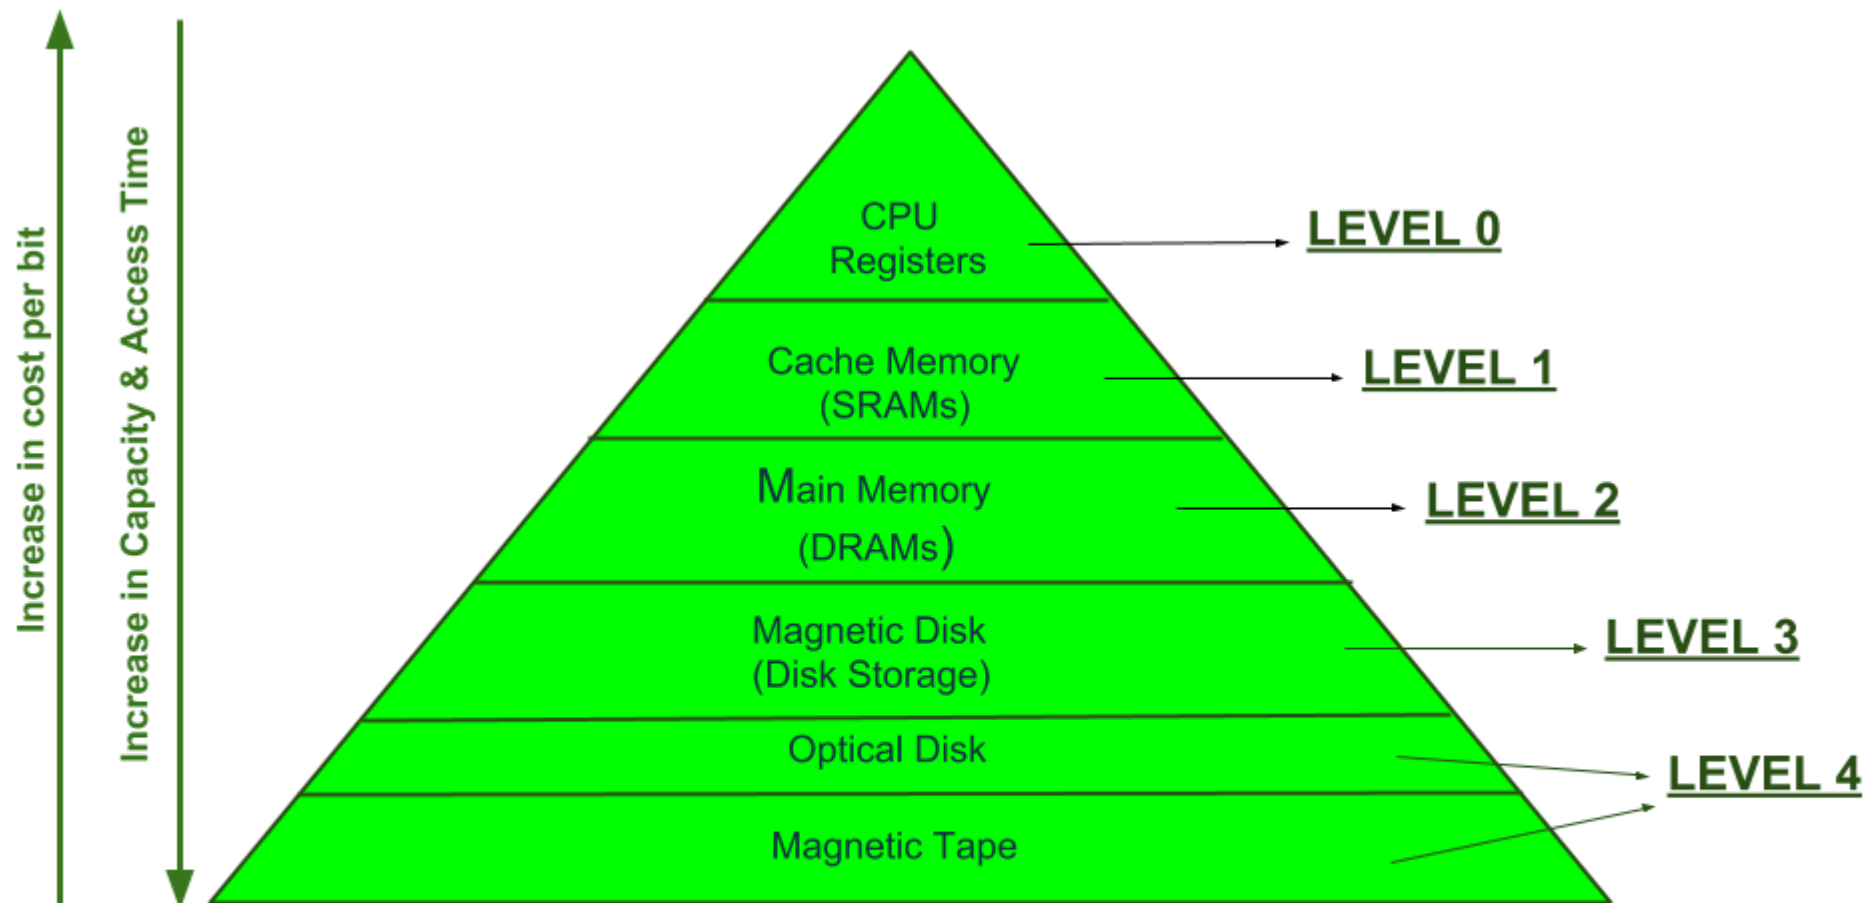 Increase in cost per bit
Increase in Capacity & Access Time
CPU
Registers
LEVEL 0
Cache Memory
(SRAMs)
LEVEL 1
Main Memory
(DRAMs)
LEVEL 2
Magnetic Disk
(Disk Storage)
LEVEL 3
Optical Disk
LEVEL 4
Magnetic Tape